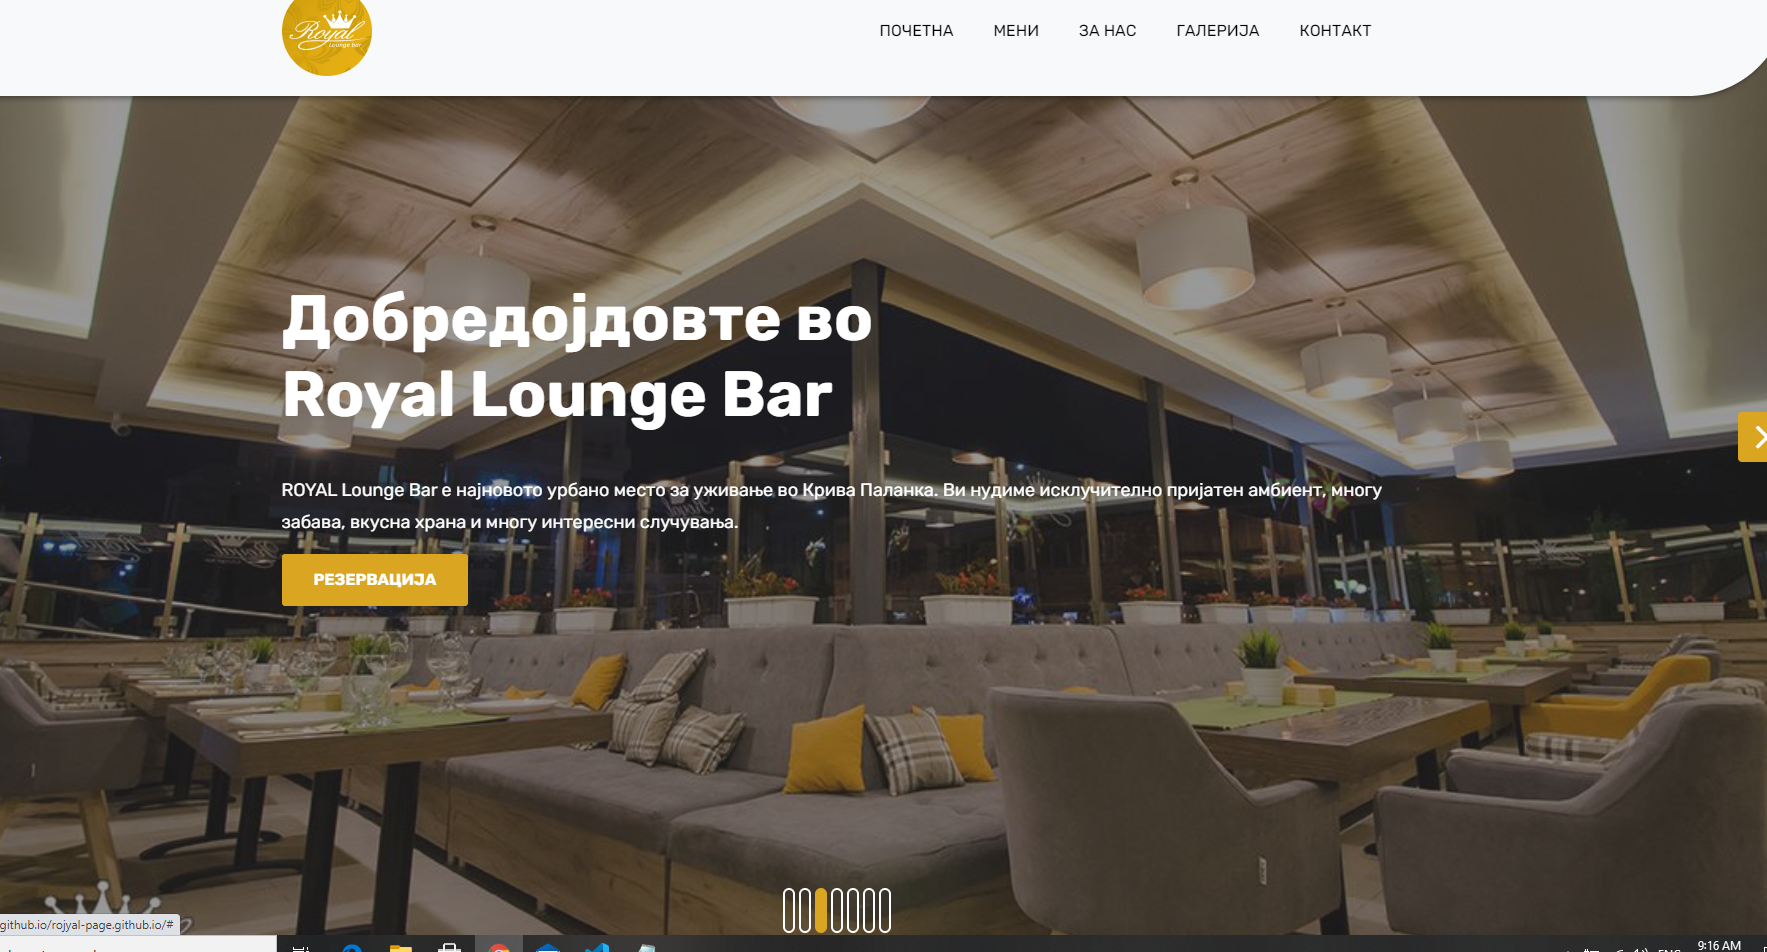 Royal
Lounge bar
ПОЧЕТНА МЕНИ ЗА НАС ГАЛЕРИЈА КОНТАКТ
Добредојдовте во
Royal Lounge Bar
ROYAL Lounge Bar е најновото урбано место за уживање во Крива Паланка. Ви нудиме исклучително пријатен амбиент, многу
забава, вкусна храна и многу интересни случувања.
РЕЗЕРВАЦИЈА
github.io/rojyal-page.github.io/#
9:16 AM